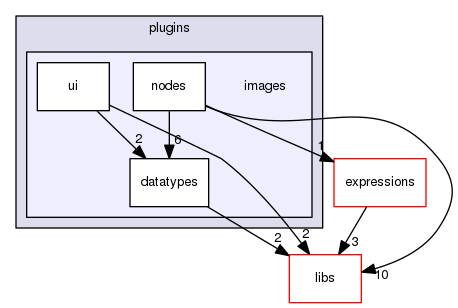 plugins
ui
nodes
images
2
6
1
datatypes
expressions
2
2
3
libs
10